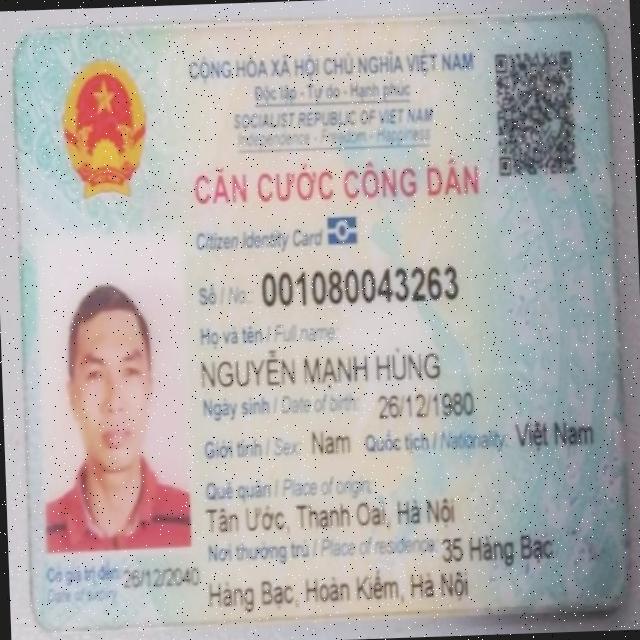 CỘNG HÒA XÃ HỘI CHỦ NGHĨA VIỆT NAM
Độc lập - Tự do - Hạnh phúc
SOCIALIST REPUBLIC OF VIET NAM
Independence - Freedom - Happiness
CĂN CƯỚC CÔNG DÂN
Citizen Identity Card
Số / No.: 001080043263
Họ và tên / Full name:
NGUYỄN MẠNH HÙNG
Ngày sinh / Date of birth: 26/12/1980
Giới tính / Sex: Nam Quốc tịch / Nationality: Việt Nam
Quê quán / Place of origin:
Tân Ước, Thanh Oai, Hà Nội
Nơi thường trú / Place of residence: 35 Hàng Bạc
Hàng Bạc, Hoàn Kiếm, Hà Nội
Có giá trị đến: 26/12/2040
Date of expiry